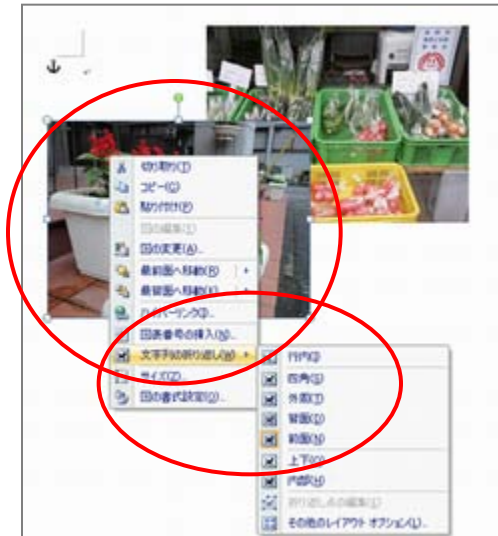 切り取り(T)
コピー(C)
貼り付け(P)
図の編集(I)
図の変更(A)...
最前面へ移動(R)
最背面へ移動(K)
ハイパーリンク(I)...
図表番号の挿入(N)...
文字列の折り返し(W)
サイズ(Z)...
図の書式設定(O)...
行内(I)
四角(S)
外周(T)
背面(D)
前面(N)
上下(O)
内部(H)
折り返し点の編集(E)
その他のレイアウト オプション(L)...